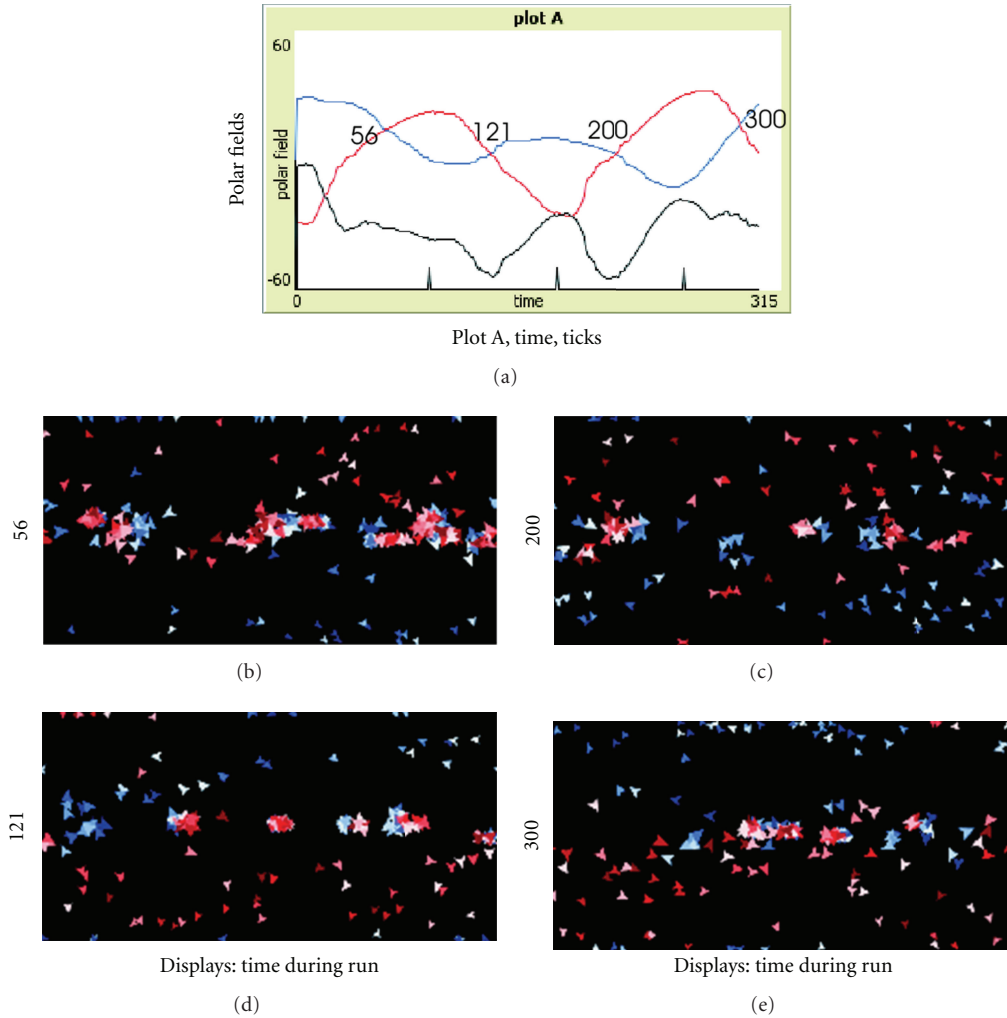 plot A
60
Polar fields
polar field
56
121
200
300
-60
0
time
315
Plot A, time, ticks
(a)
56
200
(b)
(c)
121
300
Displays: time during run
Displays: time during run
(d)
(e)